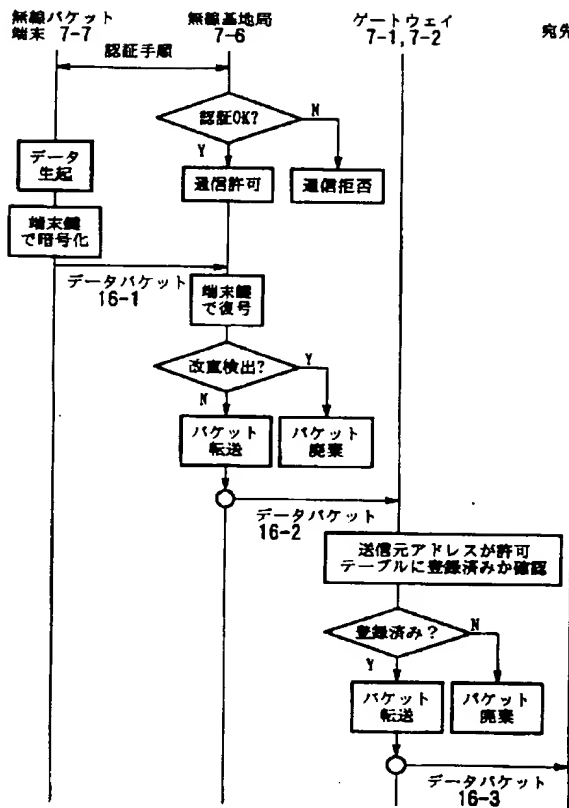 無線パケット
端末 7-7
無線基地局
7-6
ゲートウェイ
7-1, 7-2
宛先
認証手順
認証OK?
N
Y
データ
生起
通信許可
通信拒否
端末鍵
で暗号化
データパケット
16-1
端末鍵
で復号
改竄検出?
Y
N
パケット
転送
パケット
廃棄
データパケット
16-2
送信元アドレスが許可
テーブルに登録済みか確認
登録済み?
N
Y
パケット
転送
パケット
廃棄
データパケット
16-3